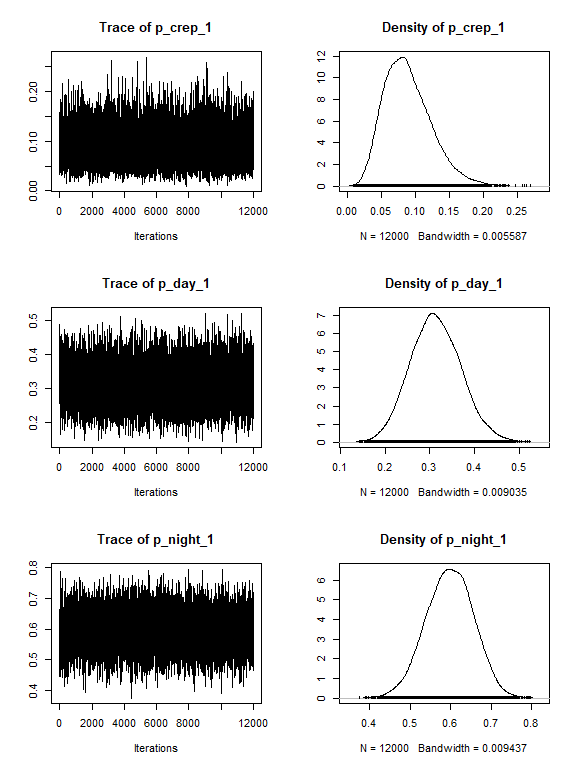 Trace of p_crep_1
0.00 0.10 0.20
0 2000 4000 6000 8000 12000
Iterations
Density of p_crep_1
0 2 4 6 8 10 12
0.00 0.05 0.10 0.15 0.20 0.25
N = 12000 Bandwidth = 0.005587
Trace of p_day_1
0.2 0.3 0.4 0.5
0 2000 4000 6000 8000 12000
Iterations
Density of p_day_1
0 1 2 3 4 5 6 7
0.1 0.2 0.3 0.4 0.5
N = 12000 Bandwidth = 0.009035
Trace of p_night_1
0.4 0.5 0.6 0.7 0.8
0 2000 4000 6000 8000 12000
Iterations
Density of p_night_1
0 1 2 3 4 5 6
0.4 0.5 0.6 0.7 0.8
N = 12000 Bandwidth = 0.009437